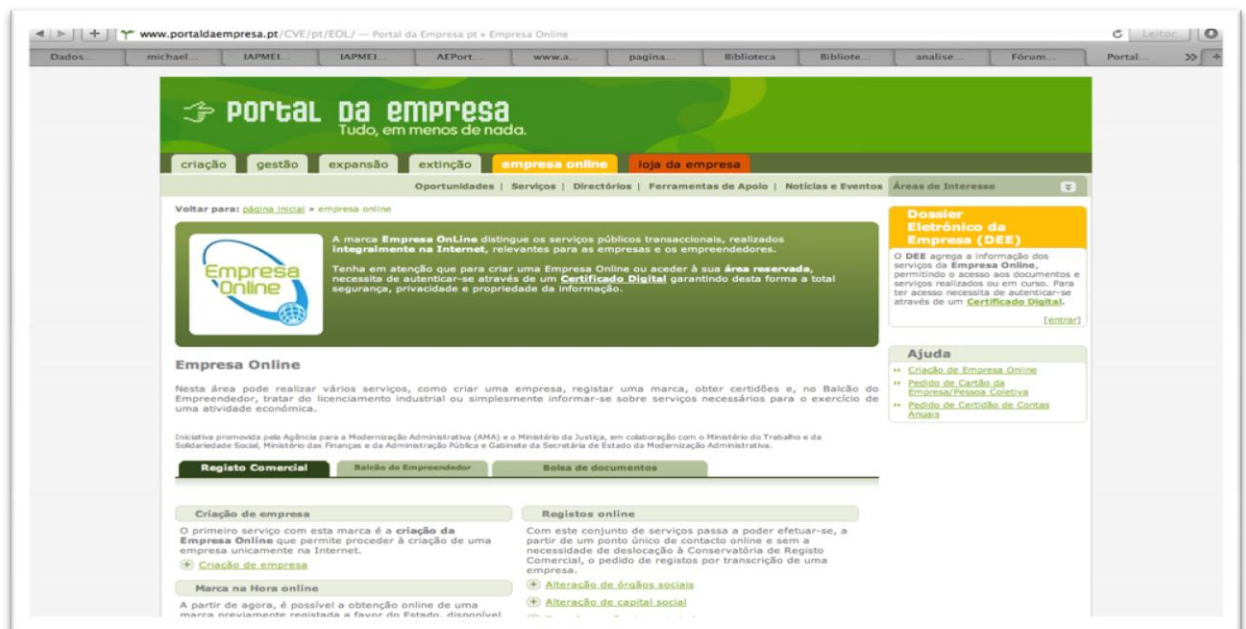 www.portaldaempresa.pt/CVE/pt/EOL/ — Portal da Empresa pt » Empresa Online
Leitor
Dados... michael... IAPMEI... IAPMEI... AEPort... www.a... pagina... Biblioteca Bibliote... analise... Fórum... Portal... >> +
Portal da empresa
Tudo, em menos de nada.
criação gestão expansão extinção empresa online loja da empresa
Oportunidades | Serviços | Directórios | Ferramentas de Apoio | Notícias e Eventos
Áreas de Interesse
Voltar para: página inicial » empresa online
Empresa Online
A marca Empresa OnLine distingue os serviços públicos transaccionais, realizados
integralmente na Internet, relevantes para as empresas e os empreendedores.
Tenha em atenção que para criar uma Empresa Online ou aceder à sua área reservada,
necessita de autenticar-se através de um Certificado Digital garantindo desta forma a total
segurança, privacidade e propriedade da informação.
Dossier
Eletrónico da
Empresa (DEE)
O DEE agrega a informação dos
serviços da Empresa Online,
permitindo o acesso aos documentos e
serviços realizados ou em curso. Para
ter acesso necessita de autenticar-se
através de um Certificado Digital.
[entrar]
Ajuda
Criação de Empresa Online
Pedido de Cartão da
Empresa/Pessoa Coletiva
Pedido de Certidão de Contas
Anuais
Empresa Online
Nesta área pode realizar vários serviços, como criar uma empresa, registar uma marca, obter certidões e, no Balcão do
Empreendedor, tratar do licenciamento industrial ou simplesmente informar-se sobre serviços necessários para o exercício de
uma atividade económica.
Iniciativa promovida pela Agência para a Modernização Administrativa (AMA) e o Ministério da Justiça, em colaboração com o Ministério do Trabalho e da
Solidariedade Social, Ministério das Finanças e da Administração Pública e Gabinete da Secretária de Estado da Modernização Administrativa.
Registo Comercial Balcão do Empreendedor Bolsa de documentos
Criação de empresa
O primeiro serviço com esta marca é a criação da
Empresa Online que permite proceder à criação de uma
empresa unicamente na Internet.
Criação de empresa
Marca na Hora online
A partir de agora, é possível a obtenção online de uma
marca previamente registada a favor do Estado, disponível
Registos online
Com este conjunto de serviços passa a poder efetuar-se, a
partir de um ponto único de contacto online e sem a
necessidade de deslocação à Conservatória de Registo
Comercial, o pedido de registos por transcrição de uma
empresa.
Alteração de órgãos sociais
Alteração de capital social